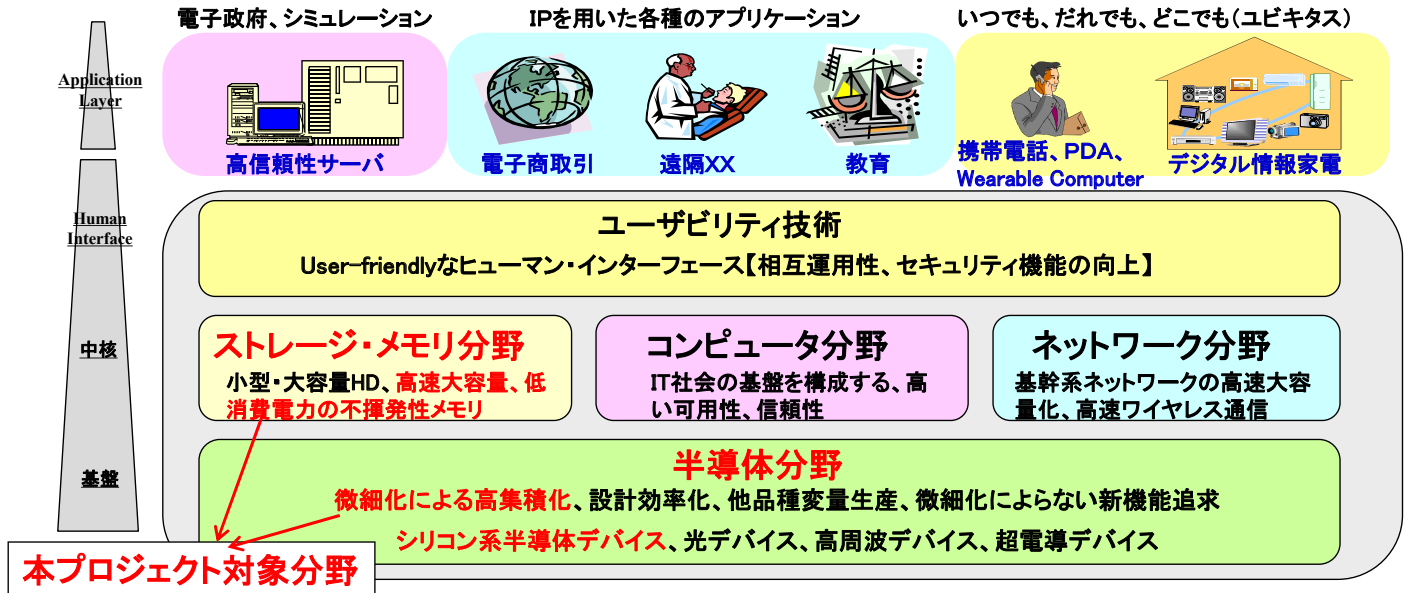 電子政府、シミュレーション
IPを用いた各種のアプリケーション
いつでも、だれでも、どこでも（ユビキタス）
Application
Layer
高信頼性サーバ
電子商取引
遠隔XX
教育
携帯電話、PDA、
Wearable Computer
デジタル情報家電
Human
Interface
ユーザビリティ技術
User-friendlyなヒューマン・インターフェース【相互運用性、セキュリティ機能の向上】
中核
ストレージ・メモリ分野
小型・大容量HD、高速大容量、低
消費電力の不揮発性メモリ
コンピュータ分野
IT社会の基盤を構成する、高
い可用性、信頼性
ネットワーク分野
基幹系ネットワークの高速大容
量化、高速ワイヤレス通信
基盤
半導体分野
微細化による高集積化、設計効率化、他品種変量生産、微細化によらない新機能追求
シリコン系半導体デバイス、光デバイス、高周波デバイス、超電導デバイス
本プロジェクト対象分野